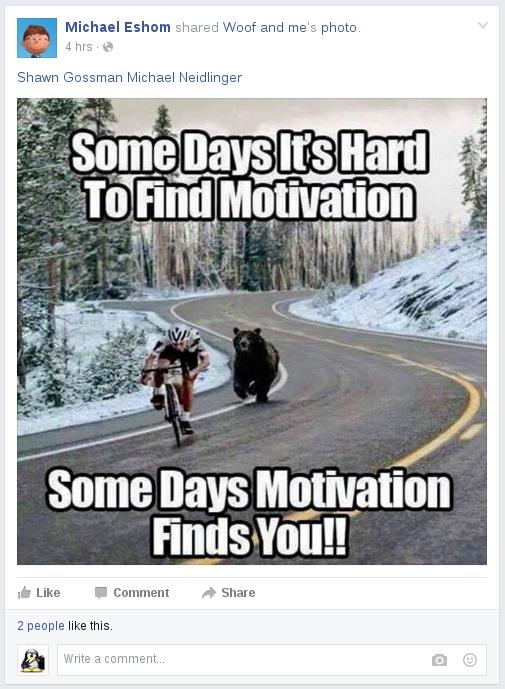 Michael Eshom shared Woof and me's photo.
4 hrs ·
Shawn Gossman Michael Neidlinger
Some Days It's Hard
To Find Motivation
Some Days Motivation
Finds You!!
Like Comment Share
2 people like this.
Write a comment...